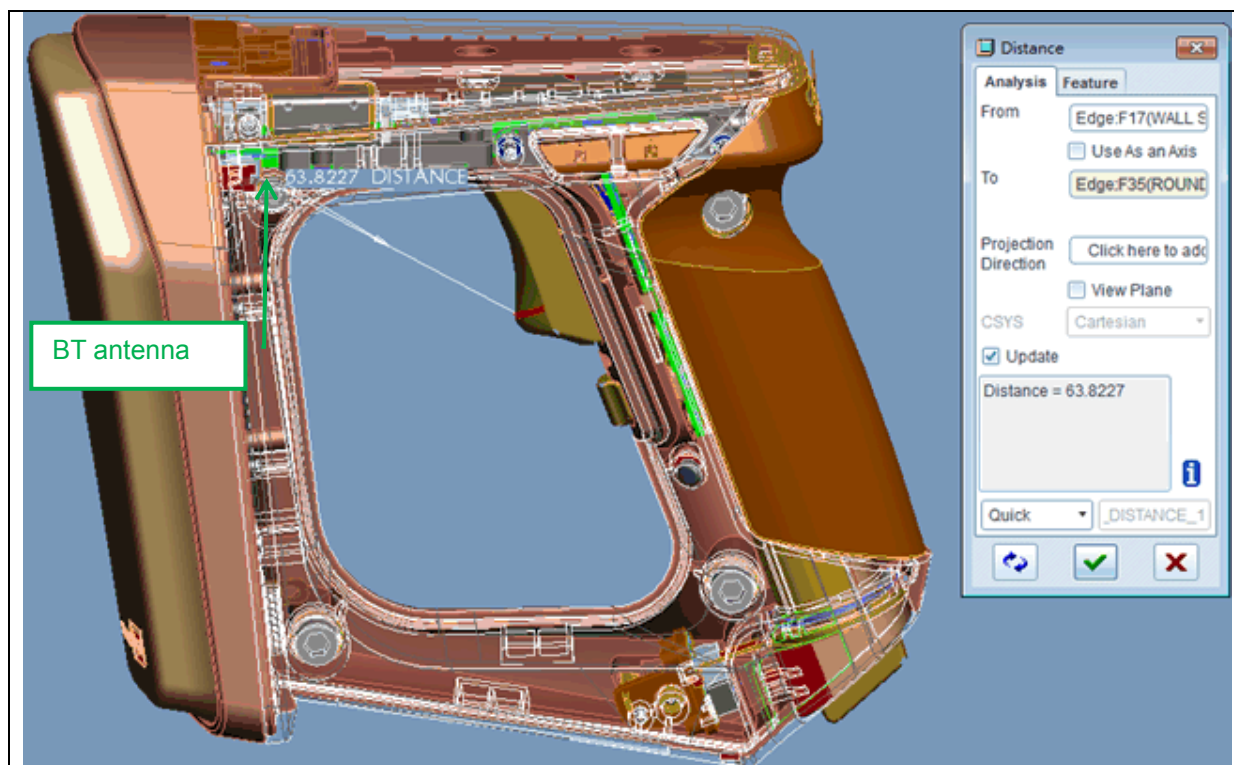 Distance
Analysis
Feature
From
Edge:F17(WALL S
Use As an Axis
To
Edge:F35(ROUND
Projection
Direction
Click here to add
View Plane
CSYS
Cartesian
Update
Distance = 63.8227
Quick
_DISTANCE_1
63.8227 DISTANCE
BT antenna